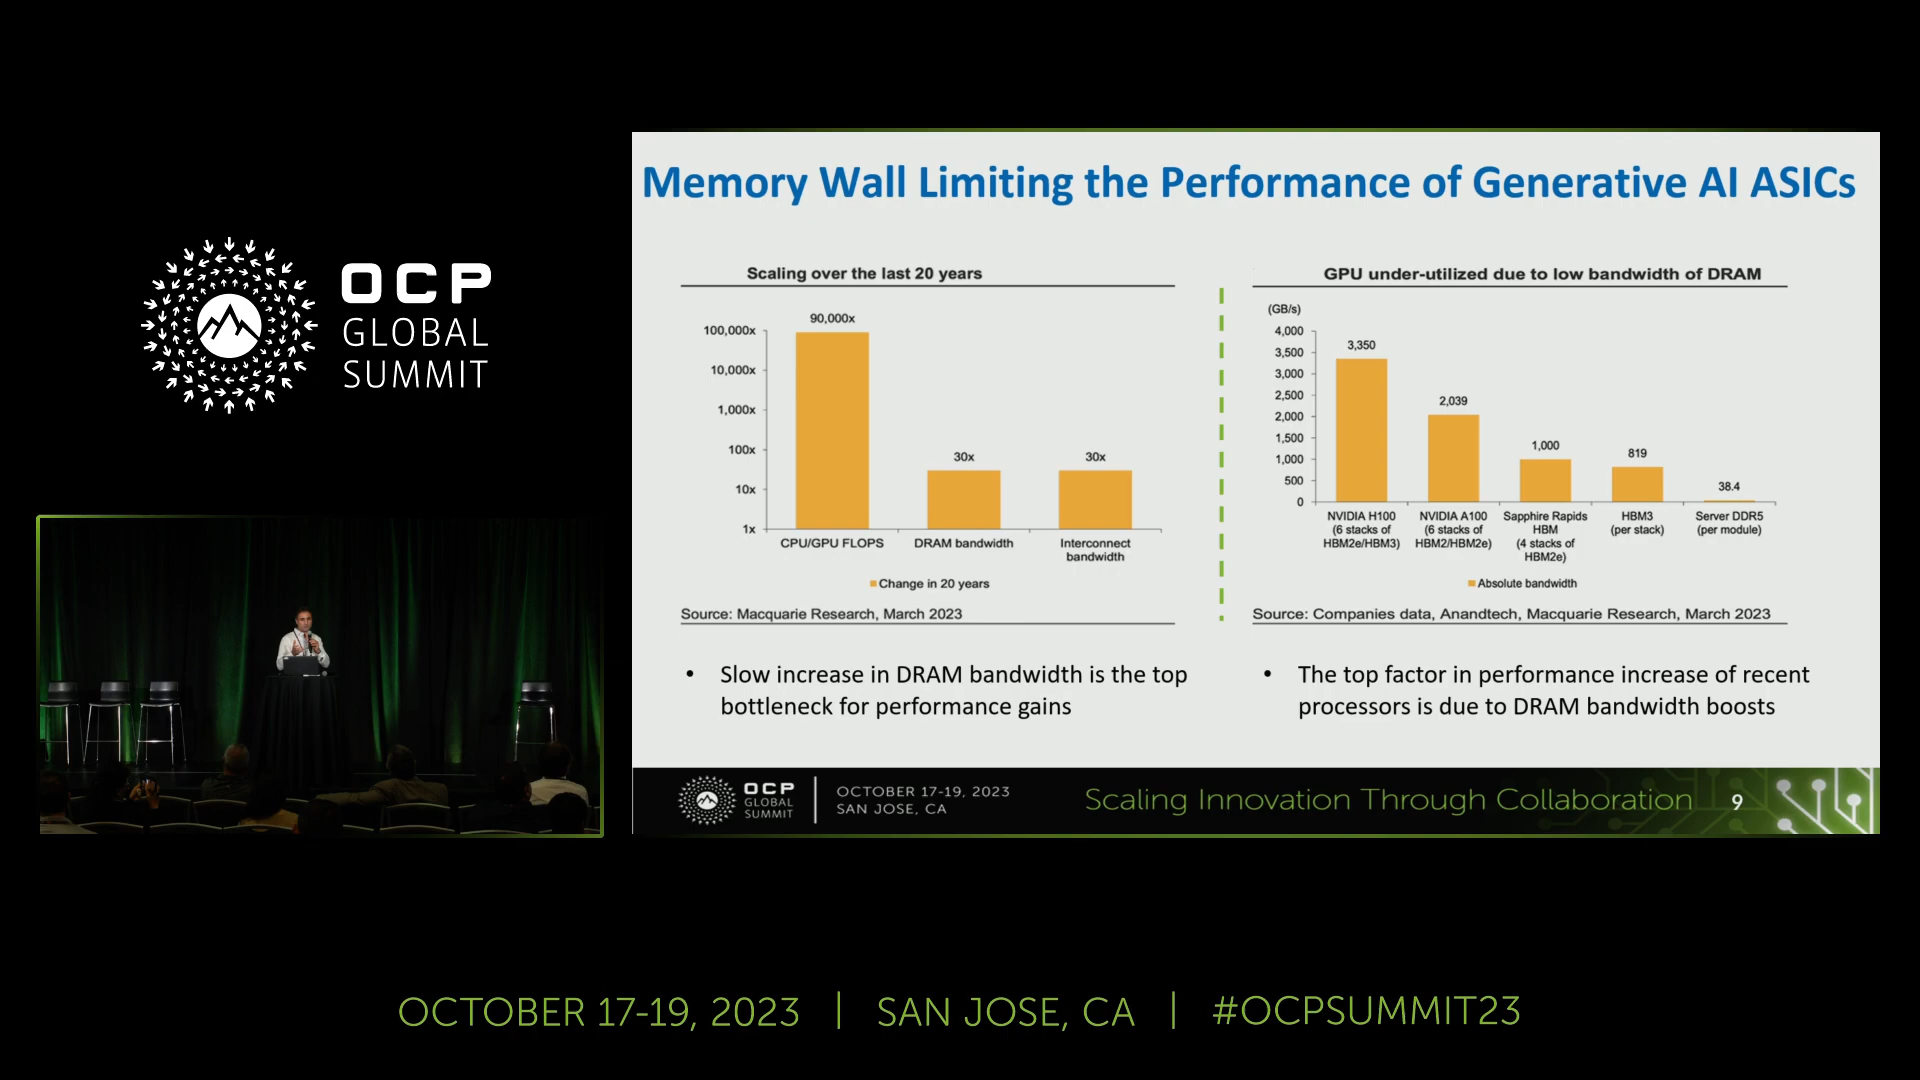 OCP
GLOBAL
SUMMIT
Memory Wall Limiting the Performance of Generative AI ASICs
Scaling over the last 20 years
100,000x
10,000x
1,000x
100x
10x
1x
90,000x
30x
30x
CPU/GPU FLOPS
DRAM bandwidth
Interconnect
bandwidth
Change in 20 years
Source: Macquarie Research, March 2023
GPU under-utilized due to low bandwidth of DRAM
(GB/s)
4,000
3,500
3,000
2,500
2,000
1,500
1,000
500
0
3,350
2,039
1,000
819
38.4
NVIDIA H100
(6 stacks of
HBM2e/HBM3)
NVIDIA A100
(6 stacks of
HBM2/HBM2e)
Sapphire Rapids
HBM
(4 stacks of
HBM2e)
HBM3
(per stack)
Server DDR5
(per module)
Absolute bandwidth
Source: Companies data, Anandtech, Macquarie Research, March 2023
• Slow increase in DRAM bandwidth is the top
bottleneck for performance gains
• The top factor in performance increase of recent
processors is due to DRAM bandwidth boosts
OCP
GLOBAL
SUMMIT
OCTOBER 17-19, 2023
SAN JOSE, CA
Scaling Innovation Through Collaboration
9
OCTOBER 17-19, 2023 | SAN JOSE, CA | #OCPSUMMIT23